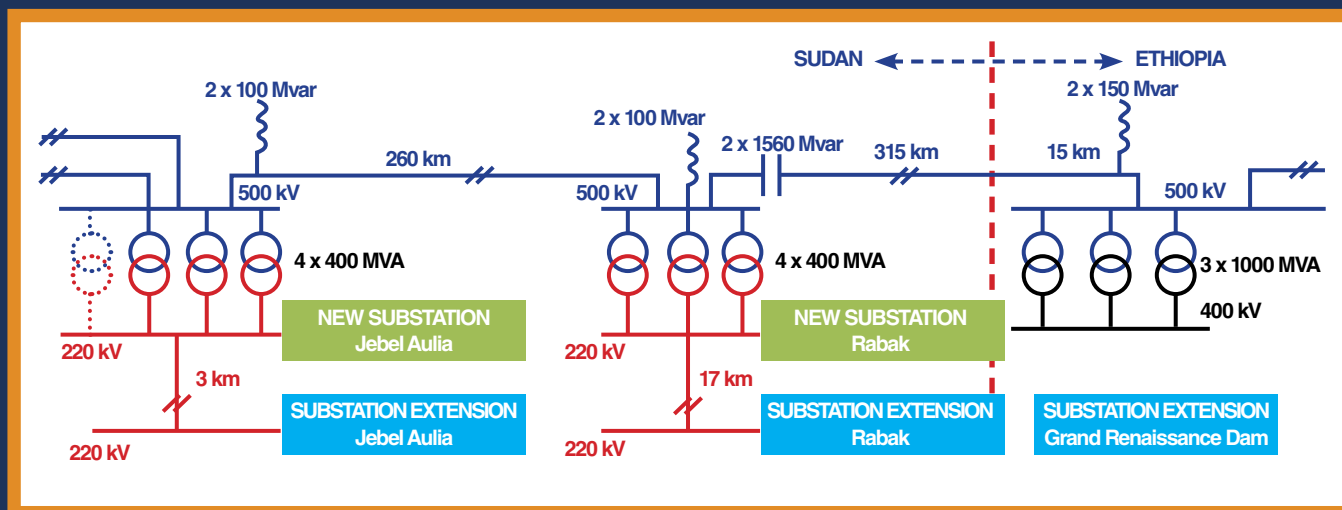 SUDAN
ETHIOPIA
2 x 100 Mvar
2 x 100 Mvar
2 x 1560 Mvar
2 x 150 Mvar
260 km
315 km
15 km
500 kV
500 kV
500 kV
4 x 400 MVA
4 x 400 MVA
3 x 1000 MVA
400 kV
NEW SUBSTATION
Jebel Aulia
NEW SUBSTATION
Rabak
220 kV
220 kV
3 km
17 km
SUBSTATION EXTENSION
Jebel Aulia
SUBSTATION EXTENSION
Rabak
SUBSTATION EXTENSION
Grand Renaissance Dam
220 kV
220 kV